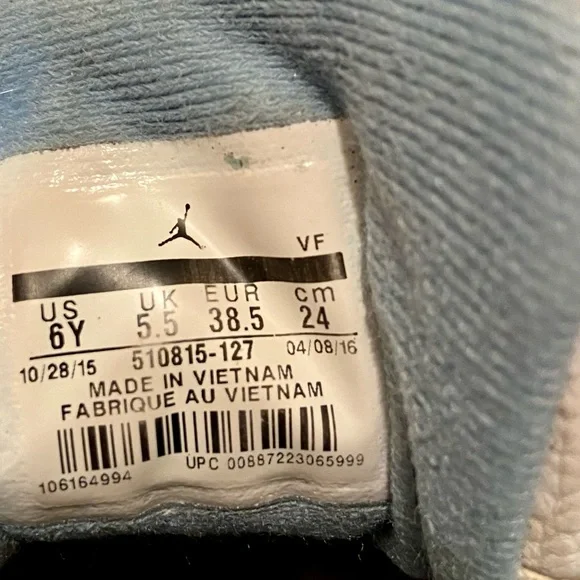 VF
US UK EUR cm
6Y 5.5 38.5 24
10/28/15 510815-127 04/08/16
MADE IN VIETNAM
FABRIQUE AU VIETNAM
106164994 UPC 00887223065999